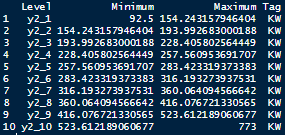 Level Minimum Maximum Tag
1 y2_1 92.5 154.243157946404 KW
2 y2_2 154.243157946404 193.992683000188 KW
3 y2_3 193.992683000188 228.405802564449 KW
4 y2_4 228.405802564449 257.560953691707 KW
5 y2_5 257.560953691707 283.423319373383 KW
6 y2_6 283.423319373383 316.193273937531 KW
7 y2_7 316.193273937531 360.064094566642 KW
8 y2_8 360.064094566642 416.076721330565 KW
9 y2_9 416.076721330565 523.612189060677 KW
10 y2_10 523.612189060677 773 KW